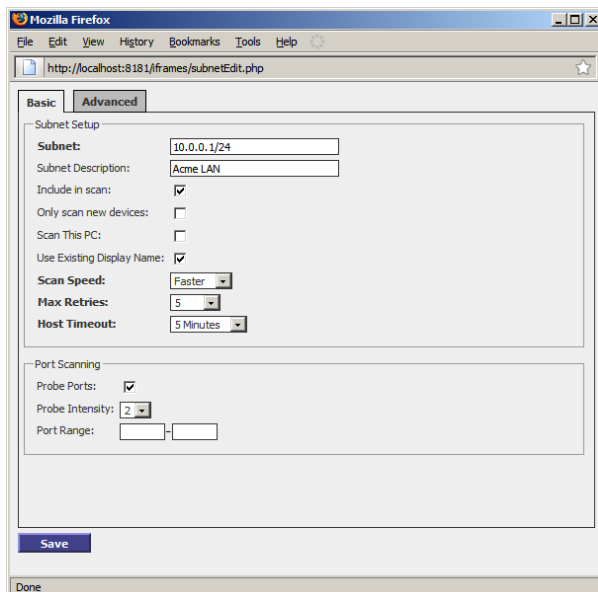 Mozilla Firefox
File Edit View History Bookmarks Tools Help
http://localhost:8181/iframes/subnetEdit.php
Basic Advanced
Subnet Setup
Subnet: 10.0.0.1/24
Subnet Description: Acme LAN
Include in scan:
Only scan new devices:
Scan This PC:
Use Existing Display Name:
Scan Speed: Faster
Max Retries: 5
Host Timeout: 5 Minutes
Port Scanning
Probe Ports:
Probe Intensity: 2
Port Range: -
Save
Done